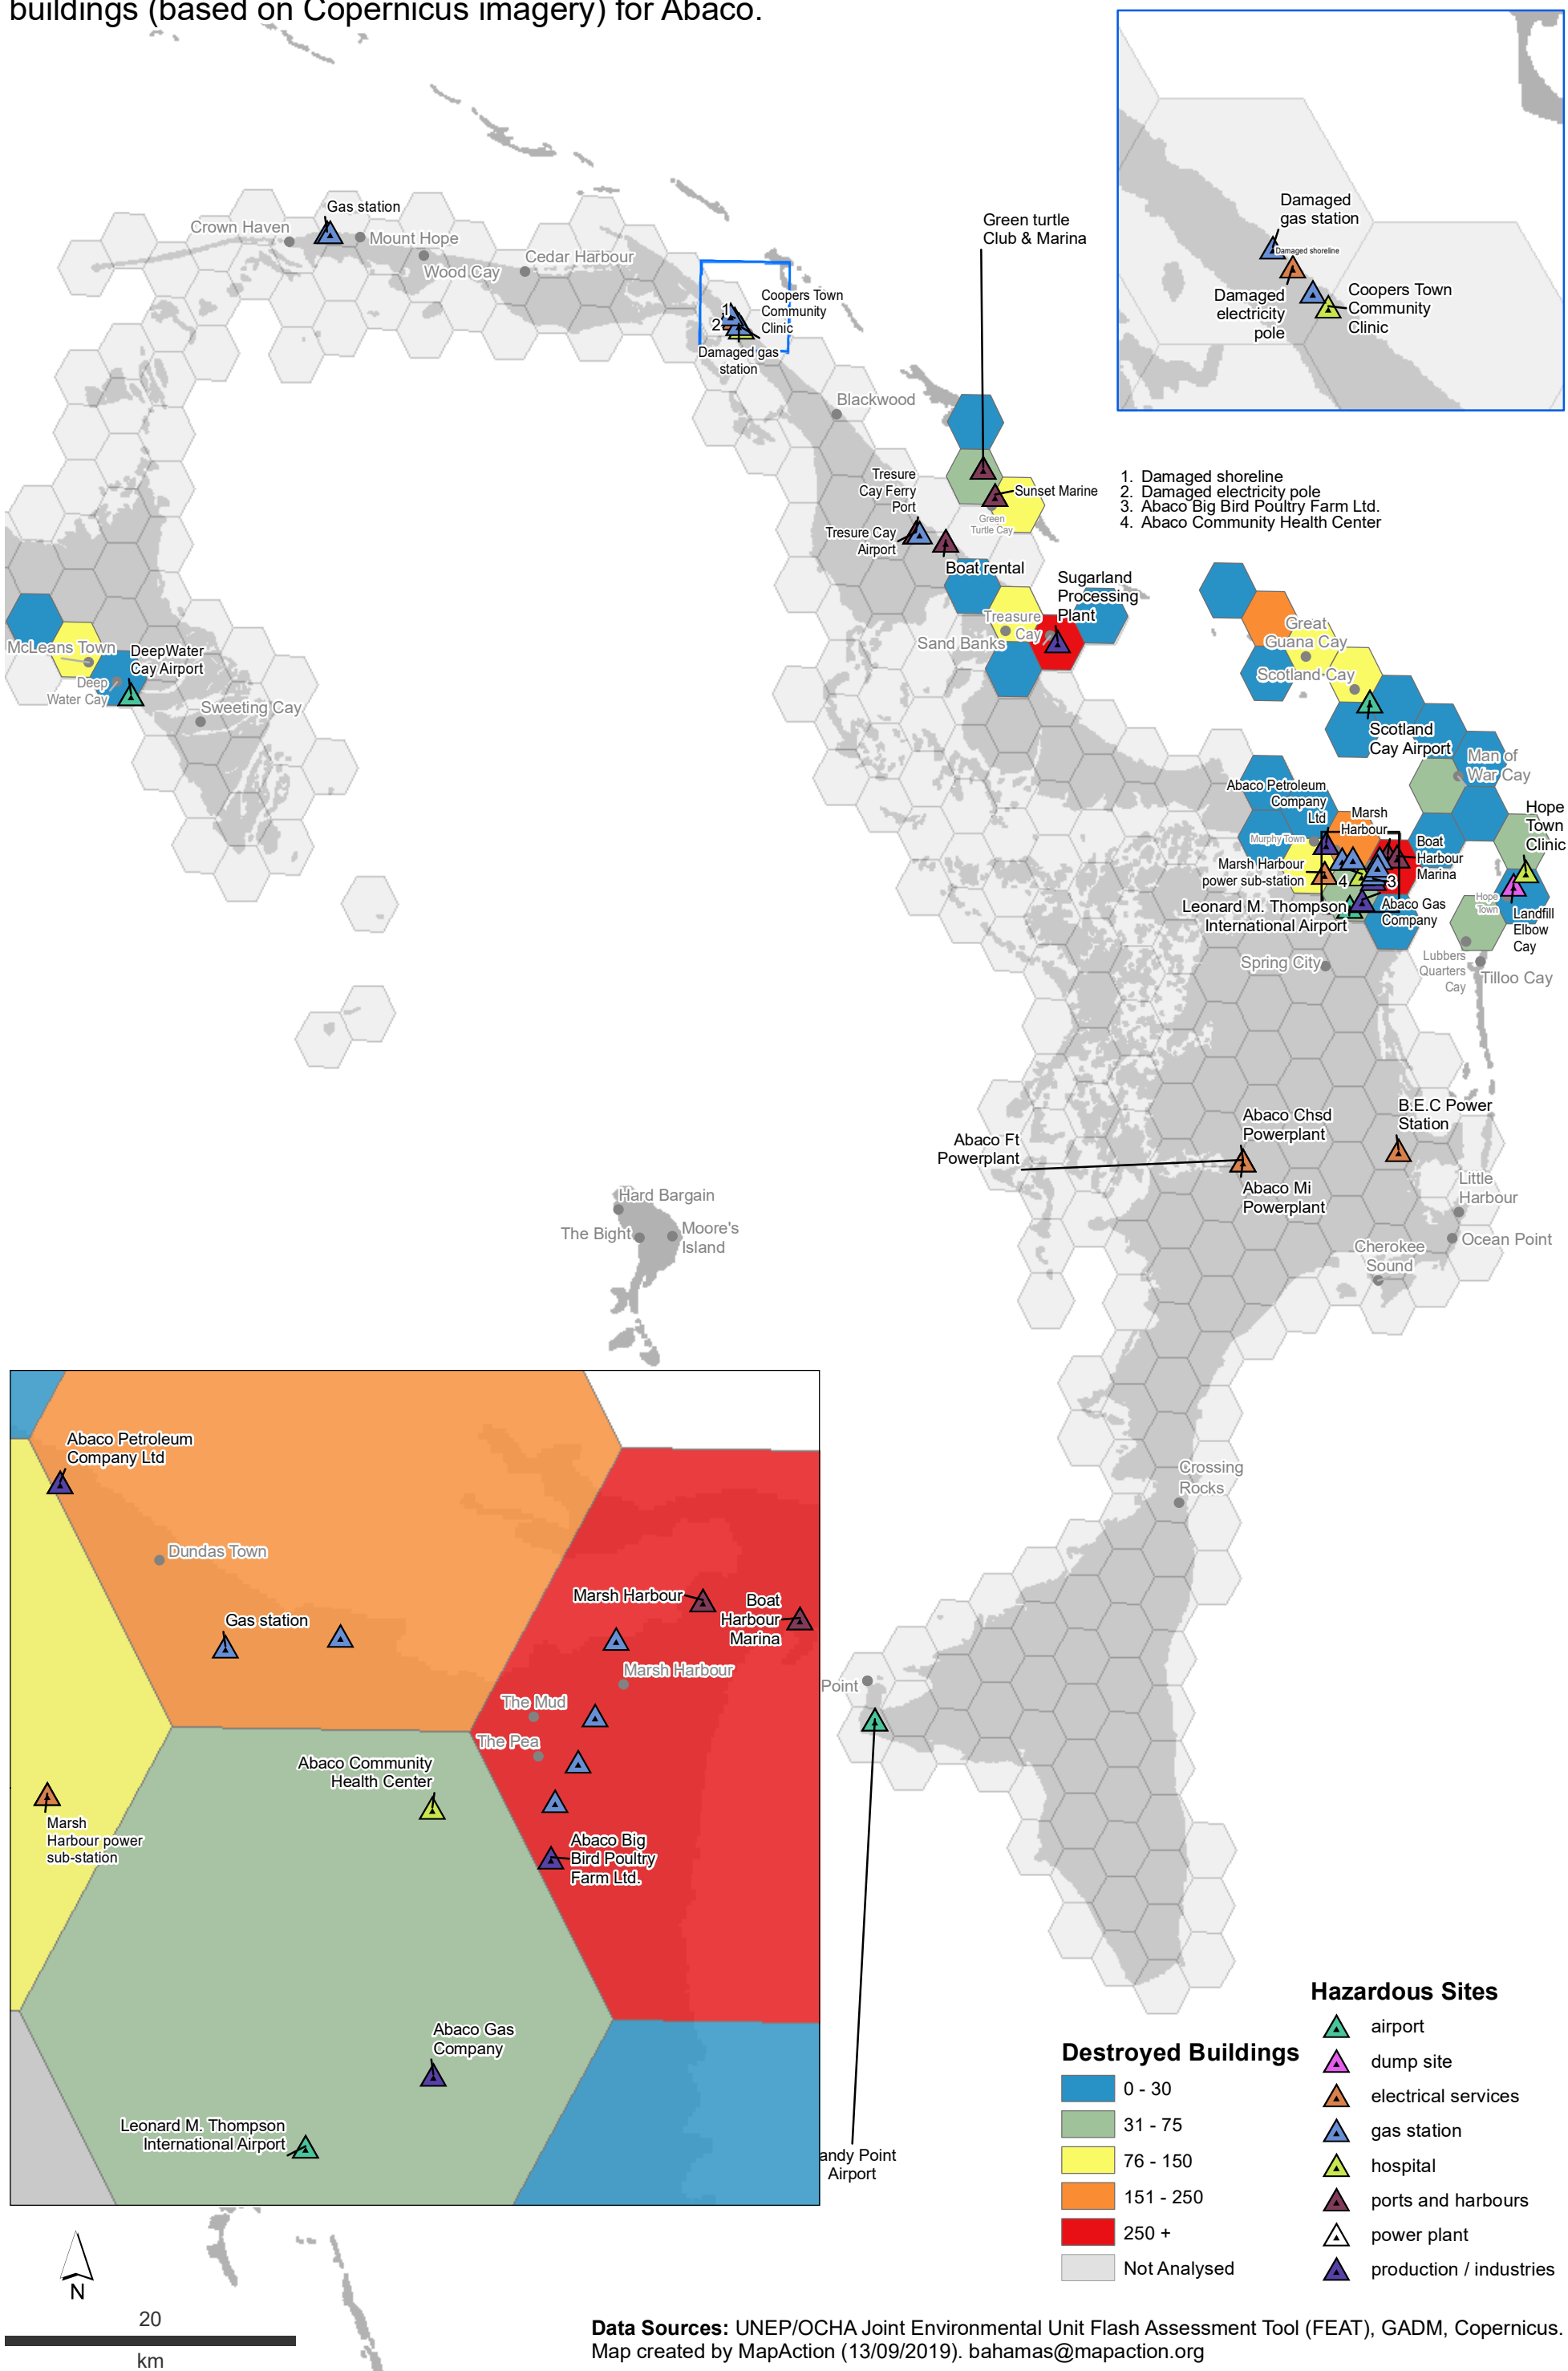 buildings (based on Copernicus imagery) for Abaco.
Gas station
Crown Haven
Mount Hope
Wood Cay
Cedar Harbour
1
2
Coopers Town
Community
Clinic
Damaged gas
station
Blackwood
Green turtle
Club & Marina
Damaged
gas station
Damaged shoreline
Damaged
electricity
pole
Coopers Town
Community
Clinic
1. Damaged shoreline
2. Damaged electricity pole
3. Abaco Big Bird Poultry Farm Ltd.
4. Abaco Community Health Center
Tresure
Cay Ferry
Port
Sunset Marine
Green
Turtle Cay
Tresure Cay
Airport
Boat rental
Sugarland
Processing
Plant
Treasure
Cay
Sand Banks
McLeans Town
DeepWater
Cay Airport
Deep
Water Cay
Sweeting Cay
Great
Guana Cay
Scotland Cay
Scotland
Cay Airport
Man of
War Cay
Abaco Petroleum
Company
Ltd
Marsh
Harbour
Murphy Town
Boat
Harbour
Marina
Hope
Town
Clinic
Marsh Harbour
power sub-station
4
3
Leonard M. Thompson
International Airport
Abaco Gas
Company
Hope
Town
Landfill
Elbow
Cay
Spring City
Lubbers
Quarters
Cay
Tilloo Cay
Abaco Ft
Powerplant
Abaco Chsd
Powerplant
Abaco Mi
Powerplant
B.E.C Power
Station
Little
Harbour
Ocean Point
Cherokee
Sound
Hard Bargain
The Bight
Moore's
Island
Crossing
Rocks
Point
andy Point
Airport
Abaco Petroleum
Company Ltd
Dundas Town
Gas station
Marsh Harbour
Boat
Harbour
Marina
Marsh Harbour
The Mud
The Pea
Abaco Community
Health Center
Marsh
Harbour power
sub-station
Abaco Big
Bird Poultry
Farm Ltd.
Abaco Gas
Company
Leonard M. Thompson
International Airport
Destroyed Buildings
0 - 30
31 - 75
76 - 150
151 - 250
250 +
Not Analysed
Hazardous Sites
airport
dump site
electrical services
gas station
hospital
ports and harbours
power plant
production / industries
N
20
km
Data Sources: UNEP/OCHA Joint Environmental Unit Flash Assessment Tool (FEAT), GADM, Copernicus.
Map created by MapAction (13/09/2019). bahamas@mapaction.org